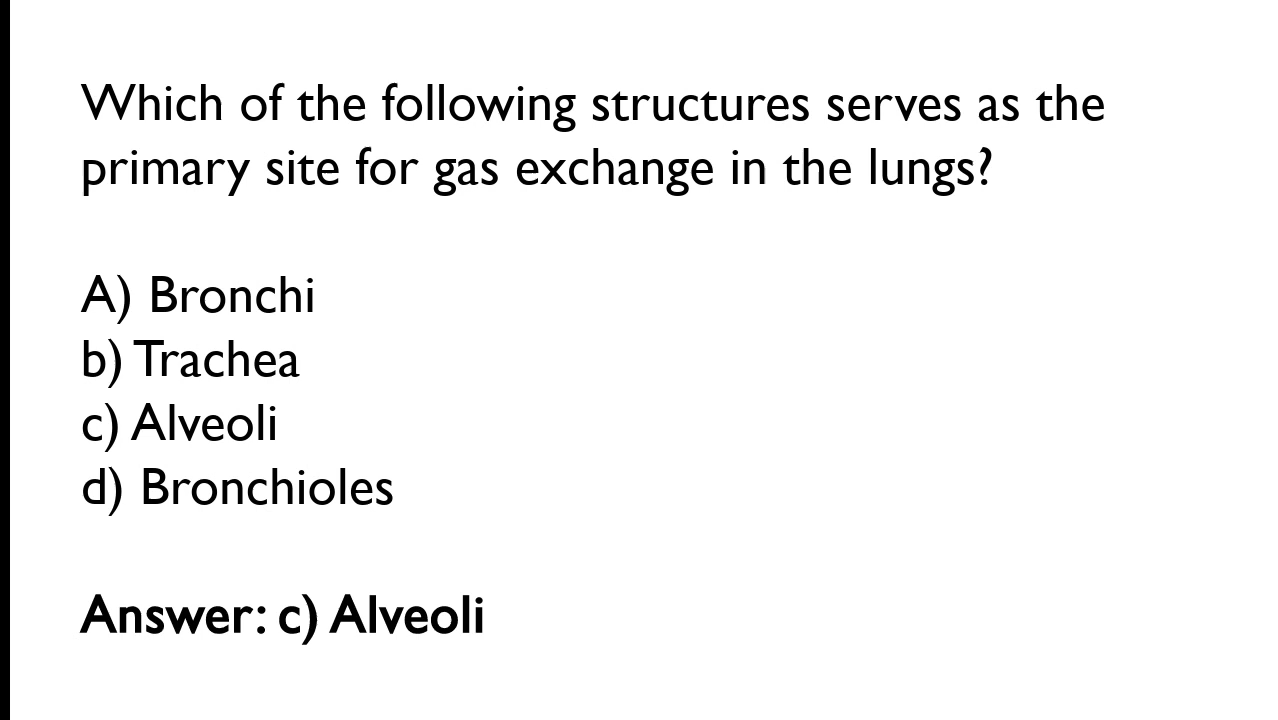 Which of the following structures serves as the
primary site for gas exchange in the lungs?
A) Bronchi
b) Trachea
c) Alveoli
d) Bronchioles
Answer: c) Alveoli